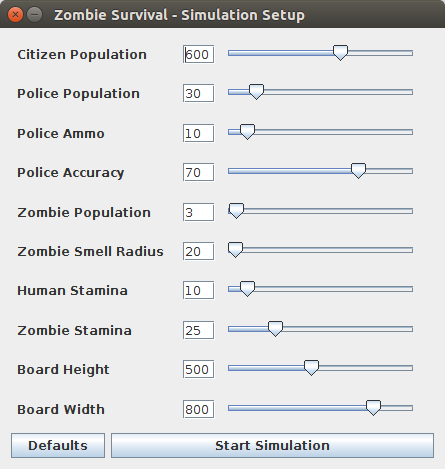 Zombie Survival - Simulation Setup
Citizen Population 600
Police Population 30
Police Ammo 10
Police Accuracy 70
Zombie Population 3
Zombie Smell Radius 20
Human Stamina 10
Zombie Stamina 25
Board Height 500
Board Width 800
Defaults Start Simulation